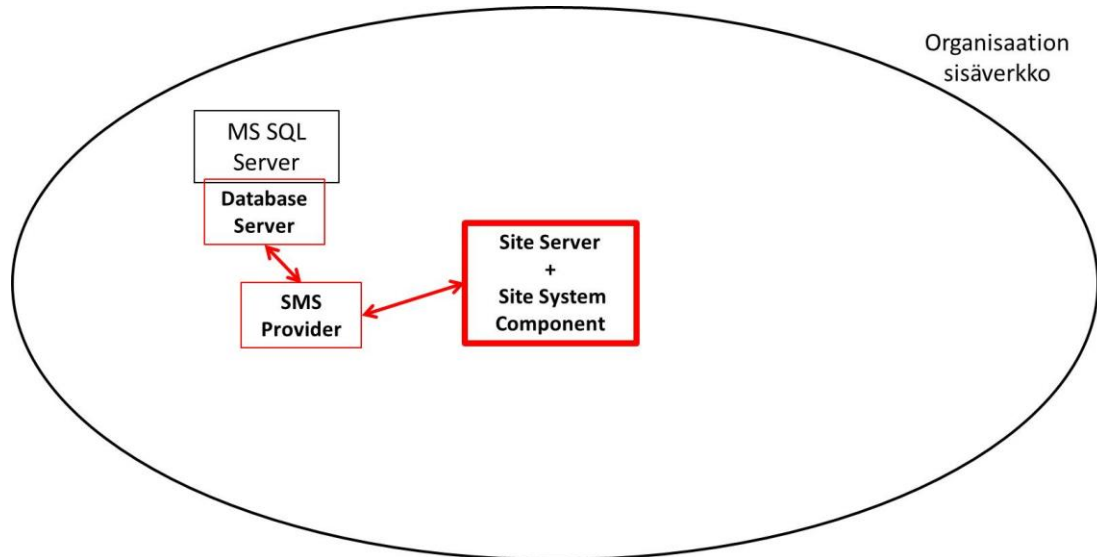 Organisaation
sisäverkko
MS SQL
Server
Database
Server
SMS
Provider
Site Server
+
Site System
Component